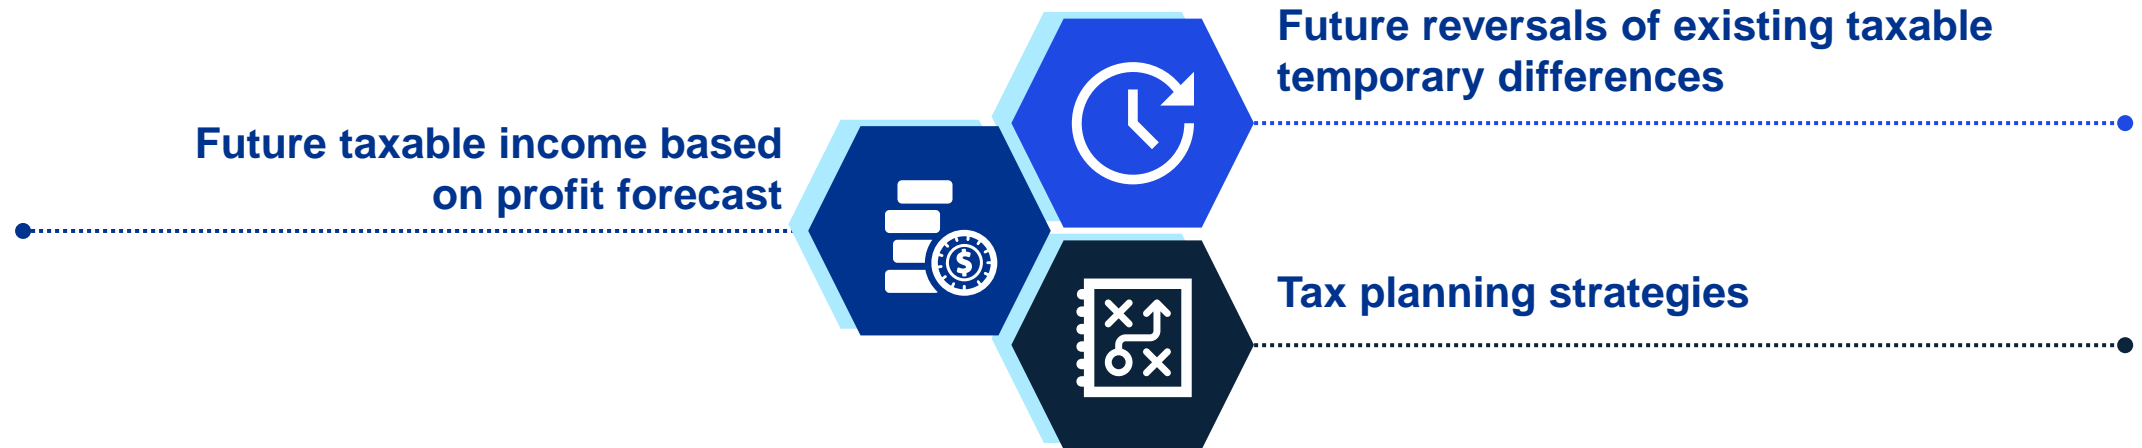 Future reversals of existing taxable
temporary differences
Future taxable income based
on profit forecast
$
Tax planning strategies